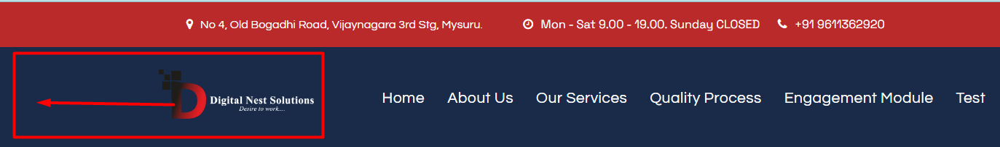 No 4, Old Bogadhi Road, Vijaynagara 3rd Stg, Mysuru. Mon - Sat 9.00 - 19.00. Sunday CLOSED +91 9611362920
D Digital Nest Solutions Home About Us Our Services Quality Process Engagement Module Test
Desire to work....